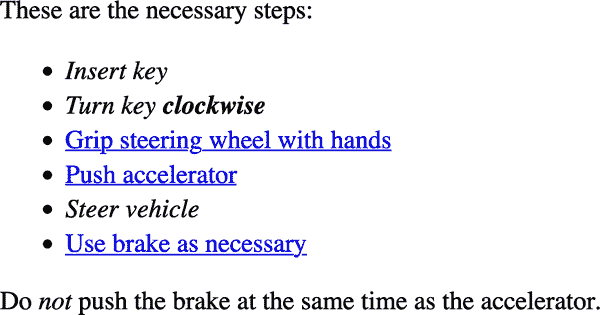 These are the necessary steps:
Insert key
Turn key clockwise
Grip steering wheel with hands
Push accelerator
Steer vehicle
Use brake as necessary
Do not push the brake at the same time as the accelerator.